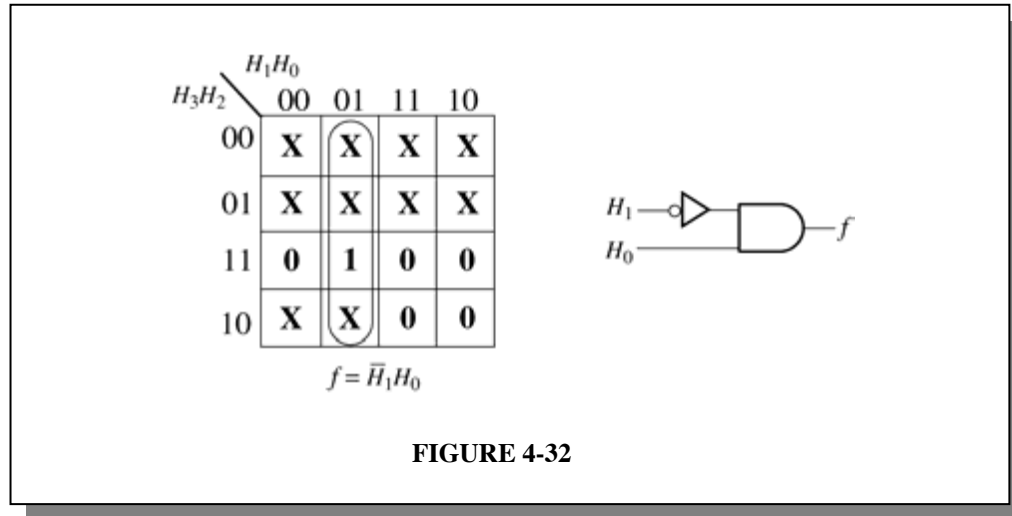 H₁H₀
H₃H₂ 00 01 11 10
00 X X X X
01 X X X X
11 0 1 0 0
10 X X 0 0
f = H̅₁H₀
H₁
f
H₀
FIGURE 4-32